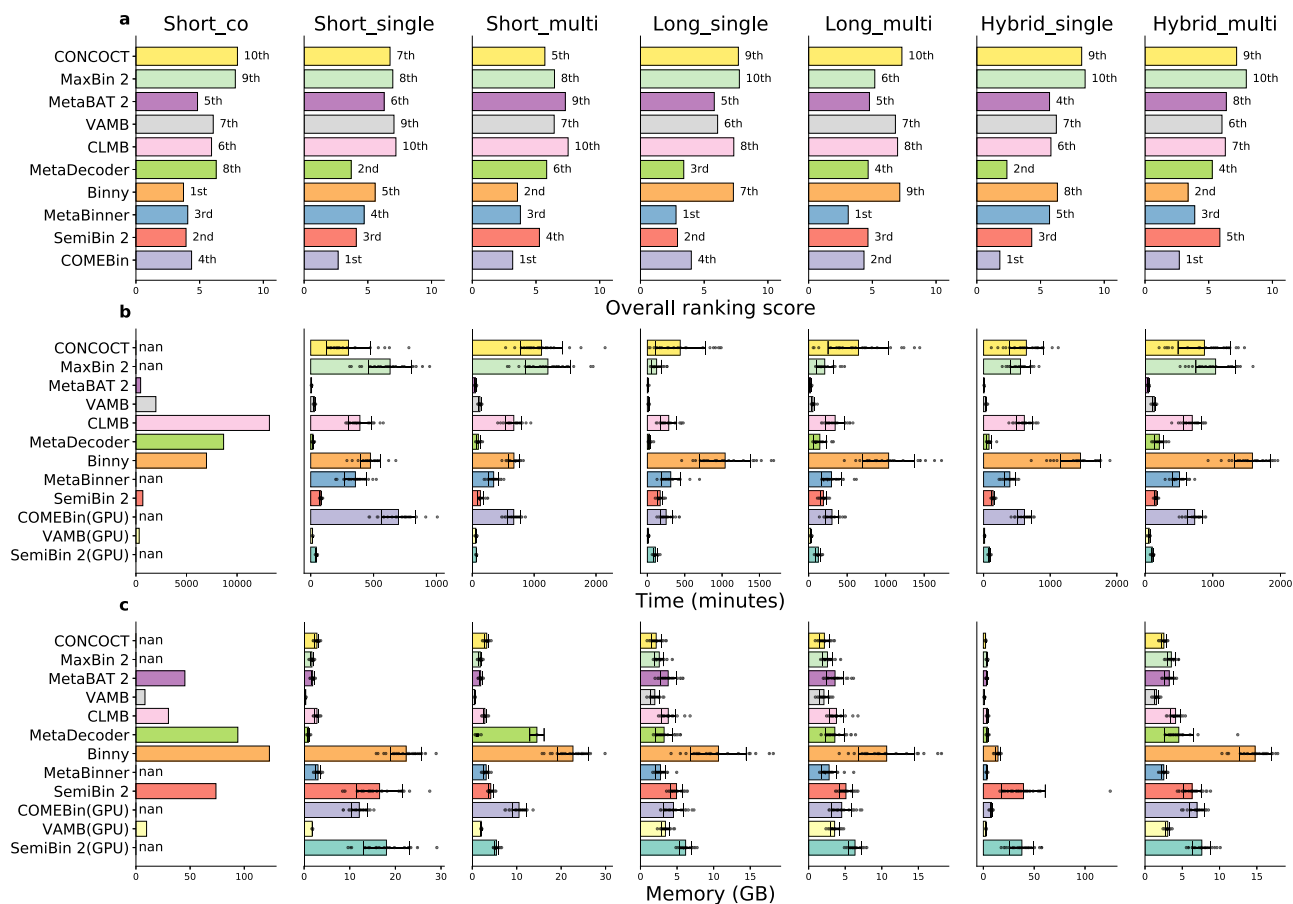 a
Short_co Short_single Short_multi Long_single Long_multi Hybrid_single Hybrid_multi
CONCOCT 10th 7th 5th 9th 10th 9th 9th
MaxBin 2 9th 8th 8th 10th 6th 10th 10th
MetaBAT 2 5th 6th 9th 5th 5th 4th 8th
VAMB 7th 9th 7th 6th 7th 7th 6th
CLMB 6th 10th 10th 8th 8th 6th 7th
MetaDecoder 8th 2nd 6th 3rd 4th 2nd 4th
Binny 1st 5th 2nd 7th 9th 8th 2nd
MetaBinner 3rd 4th 3rd 1st 1st 5th 3rd
SemiBin 2 2nd 3rd 4th 2nd 3rd 3rd 5th
COMEBin 4th 1st 1st 4th 2nd 1st 1st
0 5 10 0 5 10 0 5 10 0 5 10 0 5 10 0 5 10 0 5 10
Overall ranking score
b
CONCOCT nan
MaxBin 2 nan
MetaBAT 2
VAMB
CLMB
MetaDecoder
Binny
MetaBinner nan
SemiBin 2
COMEBin(GPU) nan
VAMB(GPU)
SemiBin 2(GPU) nan
0 5000 10000 0 500 1000 0 1000 2000 0 500 1000 1500 0 500 1000 1500 0 1000 2000 0 1000 2000
Time (minutes)
c
CONCOCT nan
MaxBin 2 nan
MetaBAT 2
VAMB
CLMB
MetaDecoder
Binny
MetaBinner nan
SemiBin 2
COMEBin(GPU) nan
VAMB(GPU)
SemiBin 2(GPU) nan
0 50 100 0 10 20 30 0 10 20 30 0 5 10 15 0 5 10 15 0 50 100 0 5 10 15
Memory (GB)